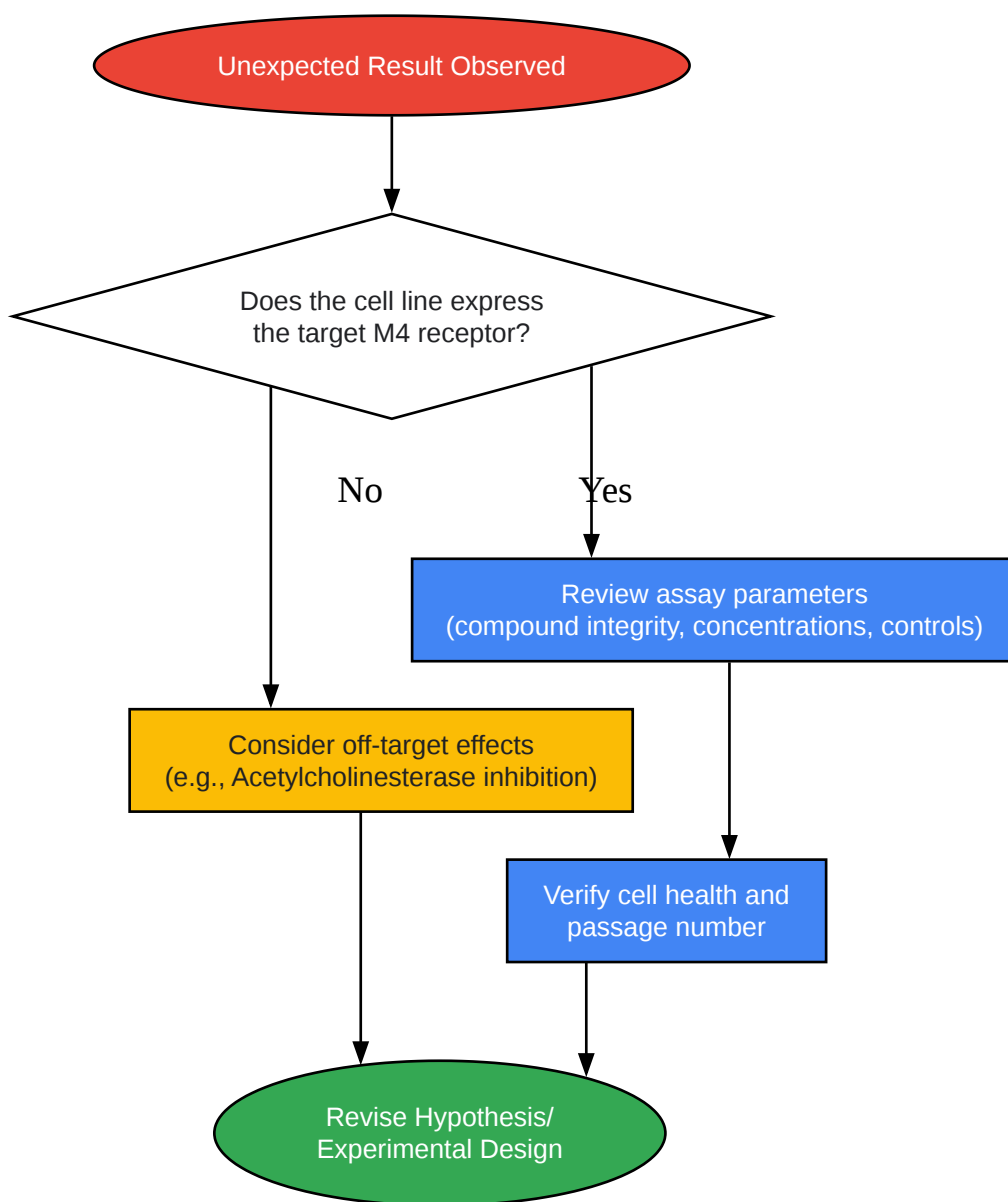 Unexpected Result Observed
Does the cell line express
the target M4 receptor?
No
Yes
Review assay parameters
(compound integrity, concentrations, controls)
Consider off-target effects
(e.g., Acetylcholinesterase inhibition)
Verify cell health and
passage number
Revise Hypothesis/
Experimental Design